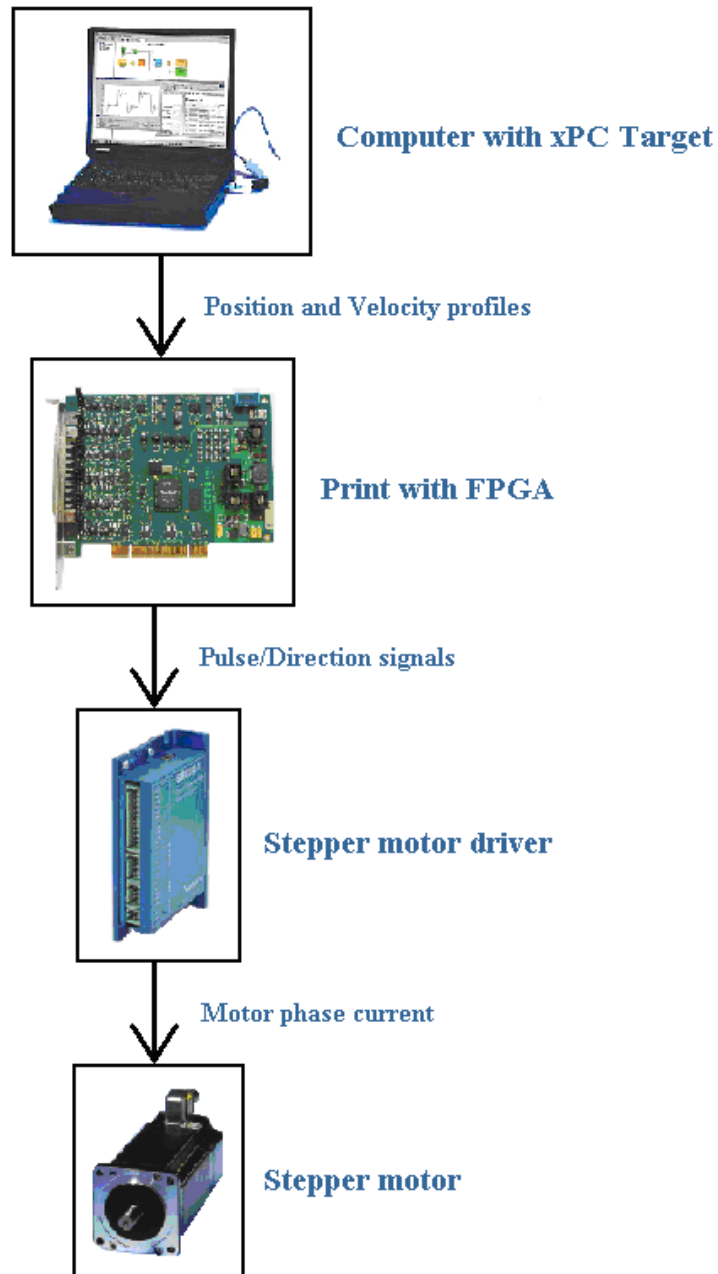 Computer with xPC Target
Position and Velocity profiles
Print with FPGA
Pulse/Direction signals
Stepper motor driver
Motor phase current
Stepper motor